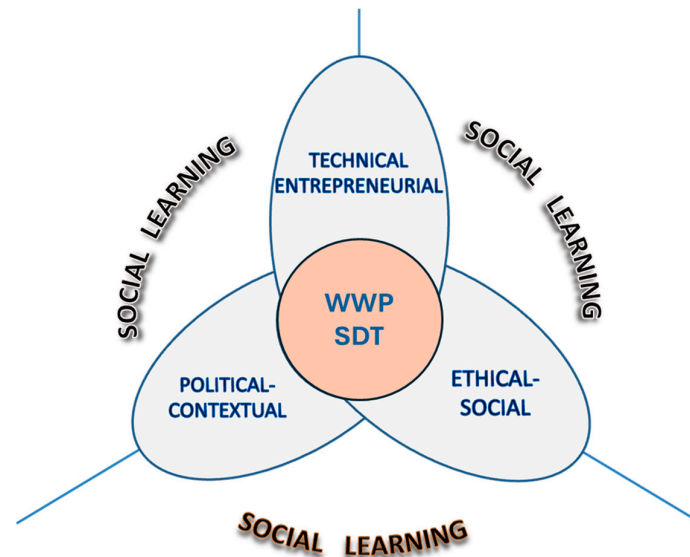 SOCIAL LEARNING
SOCIAL LEARNING
TECHNICAL
ENTREPRENEURIAL
WWP
SDT
POLITICAL-
CONTEXTUAL
ETHICAL-
SOCIAL
SOCIAL LEARNING